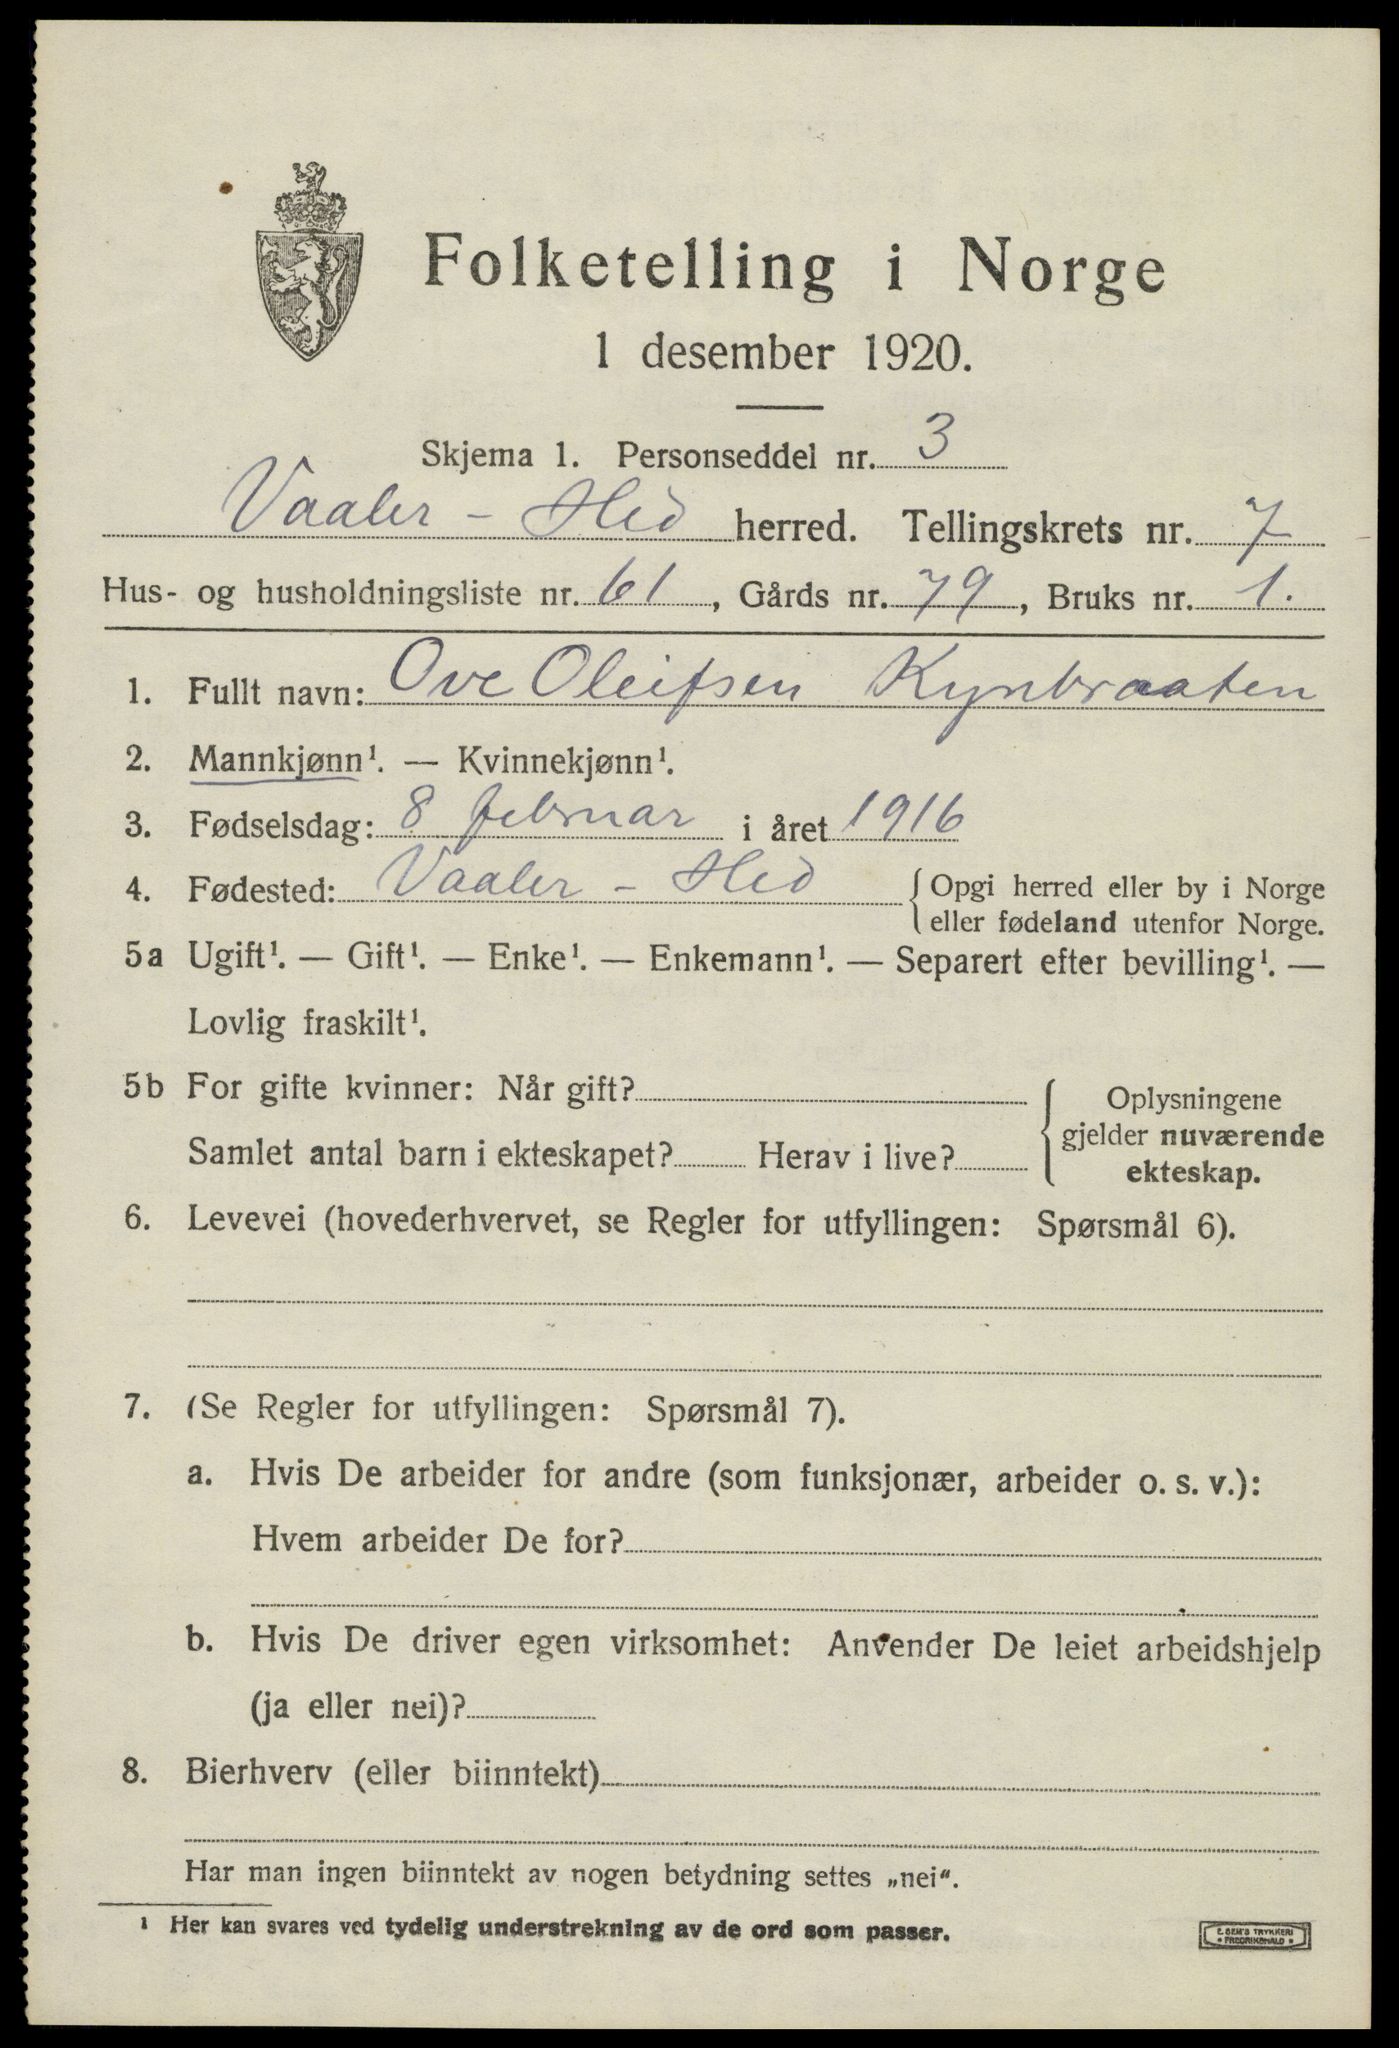 Folketelling i Norge
1 desember 1920.
Skjema 1. Personseddel nr. 3
Vaaler - Hed herred. Tellingskrets nr. 7
Hus- og husholdningsliste nr. 61, Gårds nr. 79, Bruks nr. 1.
1. Fullt navn: Ove Oleifsen Kynbraaten
2. Mannkjønn¹. — Kvinnekjønn¹.
3. Fødselsdag: 8 februar i året 1916
4. Fødested: Vaaler - Hed { Opgi herred eller by i Norge
eller fødeland utenfor Norge.
5a Ugift¹. — Gift¹. — Enke¹. — Enkemann¹. — Separert efter bevilling¹. —
Lovlig fraskilt¹.
5b For gifte kvinner: Når gift? { Oplysningene
gjelder nuværende
Samlet antal barn i ekteskapet? Herav i live?
ekteskap.
6. Levevei (hovederhvervet, se Regler for utfyllingen: Spørsmål 6).
7. (Se Regler for utfyllingen: Spørsmål 7).
a. Hvis De arbeider for andre (som funksjonær, arbeider o. s. v.):
Hvem arbeider De for?
b. Hvis De driver egen virksomhet: Anvender De leiet arbeidshjelp
(ja eller nei)?
8. Bierhverv (eller biinntekt)
Har man ingen biinntekt av nogen betydning settes „nei“.
¹ Her kan svares ved tydelig understrekning av de ord som passer.
E. SEM'S TRYKKERI
* FREDRIKSHALD *